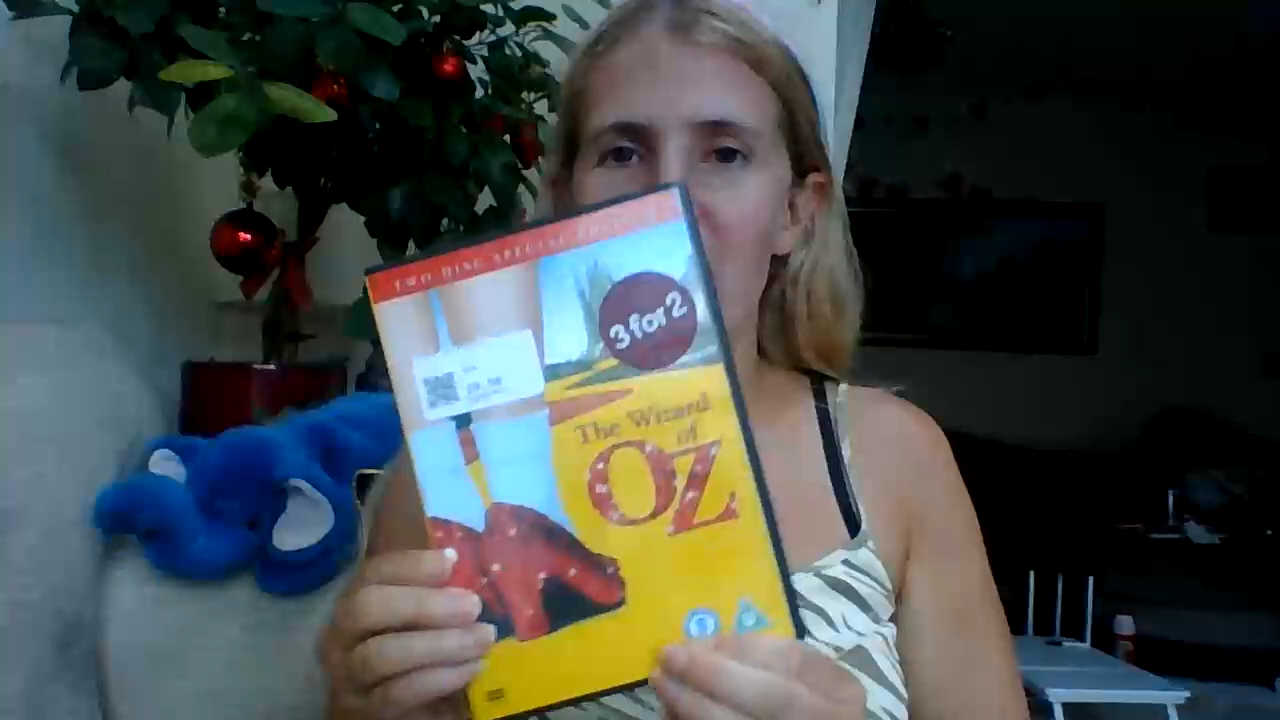 TWO DISC SPECIAL EDITION
3 for 2
The Wizard
of
OZ
U